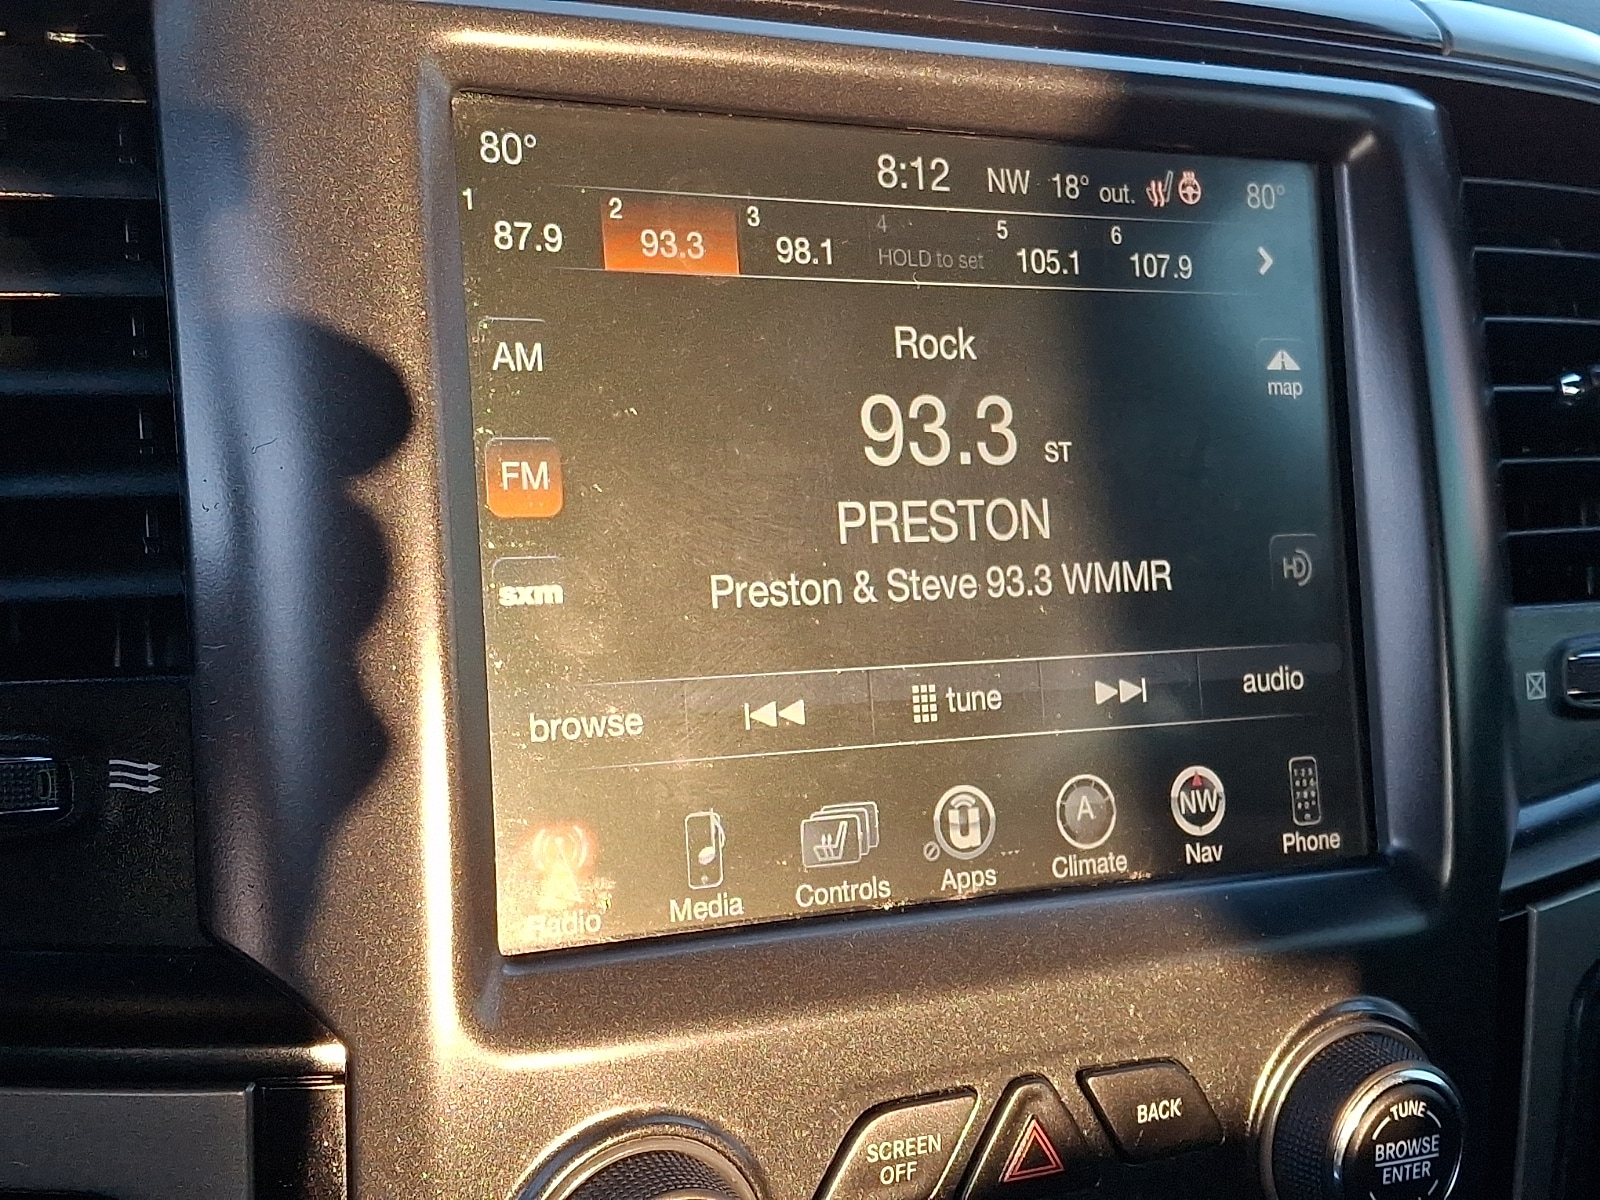 80° 8:12 NW 18° out. 80°
1 87.9 2 93.3 3 98.1 4 HOLD to set 5 105.1 6 107.9
Rock
AM
map
93.3 ST
FM
PRESTON
HD
sxm
Preston & Steve 93.3 WMMR
browse tune audio
A
NW
Radio Media Controls Apps Climate Nav Phone
SCREEN
OFF
BACK
TUNE
BROWSE
ENTER